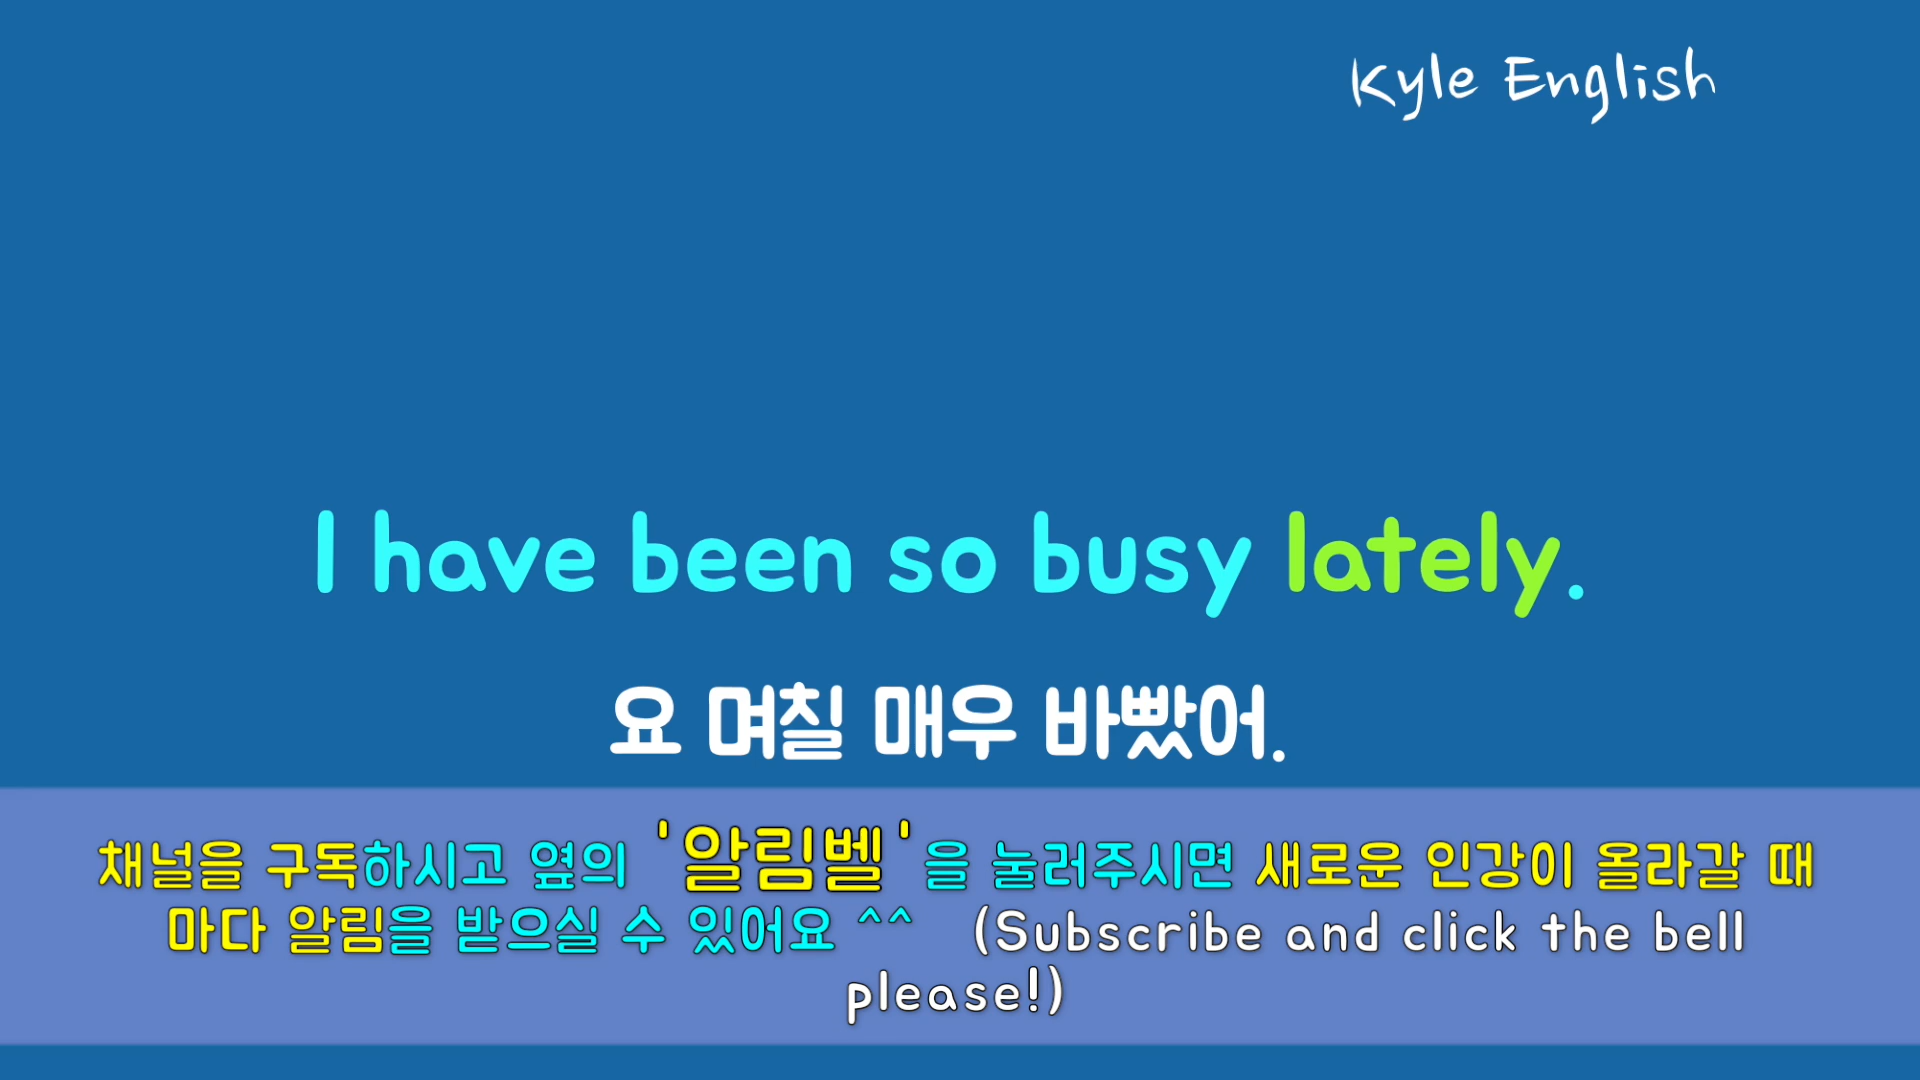 Kyle English
I have been so busy lately.
요 며칠 매우 바빴어.
채널을 구독하시고 옆의 '알림벨'을 눌러주시면 새로운 인강이 올라갈 때
마다 알림을 받으실 수 있어요 ^^ (Subscribe and click the bell
please!)